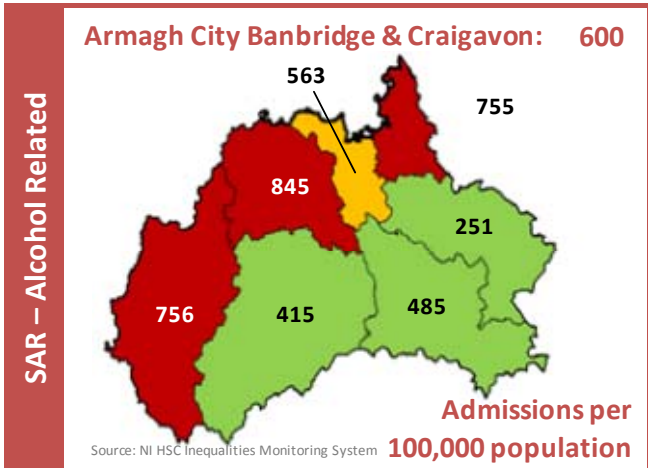 SAR – Alcohol Related
Armagh City Banbridge & Craigavon: 600
563
755
845
251
756
415
485
Admissions per
100,000 population
Source: NI HSC Inequalities Monitoring System